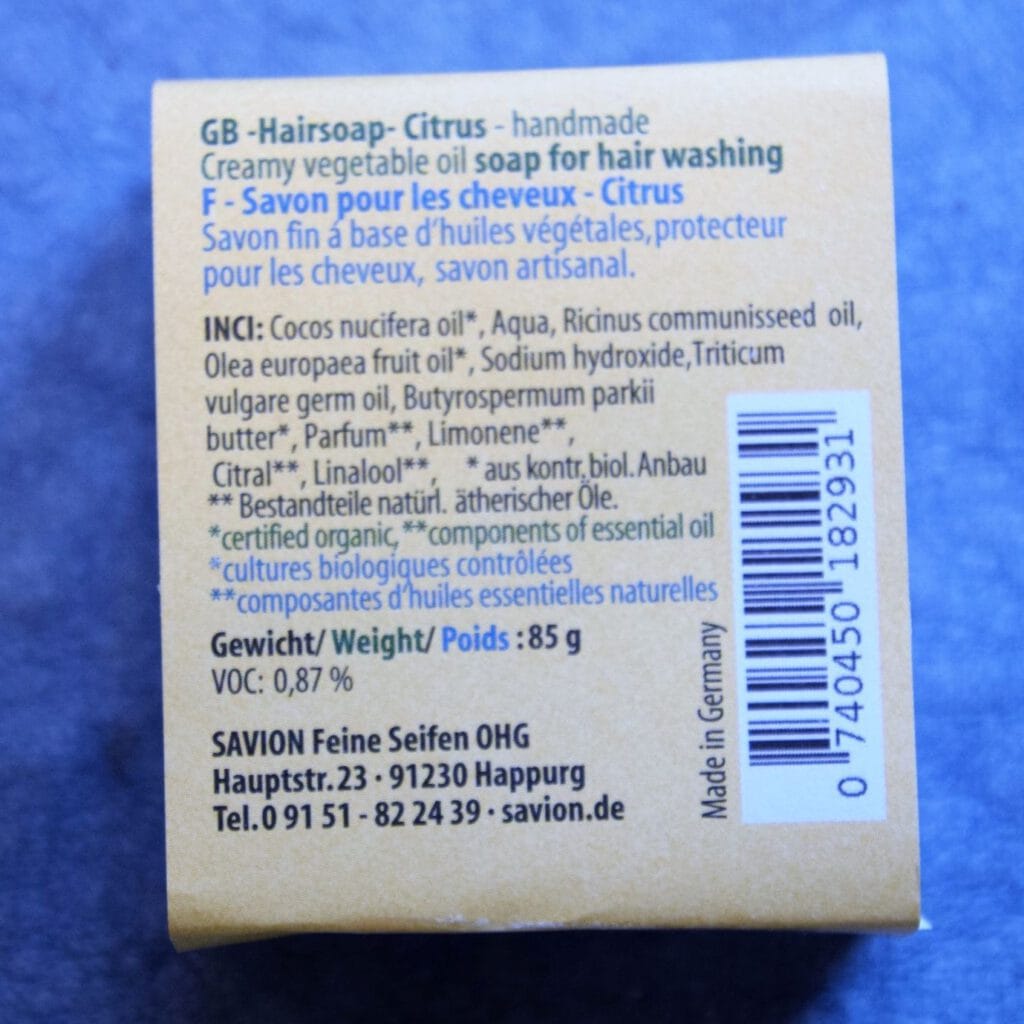 GB -Hairsoap- Citrus - handmade
Creamy vegetable oil soap for hair washing
F - Savon pour les cheveux - Citrus
Savon fin á base d'huiles végétales,protecteur
pour les cheveux, savon artisanal.
INCI: Cocos nucifera oil*, Aqua, Ricinus communisseed oil,
Olea europaea fruit oil*, Sodium hydroxide,Triticum
vulgare germ oil, Butyrospermum parkii
butter*, Parfum**, Limonene**,
Citral**, Linalool**, * aus kontr.biol.Anbau
** Bestandteile natürl. ätherischer Öle.
*certified organic, **components of essential oil
*cultures biologiques contrôlées
**composantes d'huiles essentielles naturelles
Gewicht/ Weight/ Poids : 85 g
VOC: 0,87 %
SAVION Feine Seifen OHG
Hauptstr. 23 · 91230 Happurg
Tel. 0 91 51 - 82 24 39 · savion.de
Made in Germany
0 740450 182931